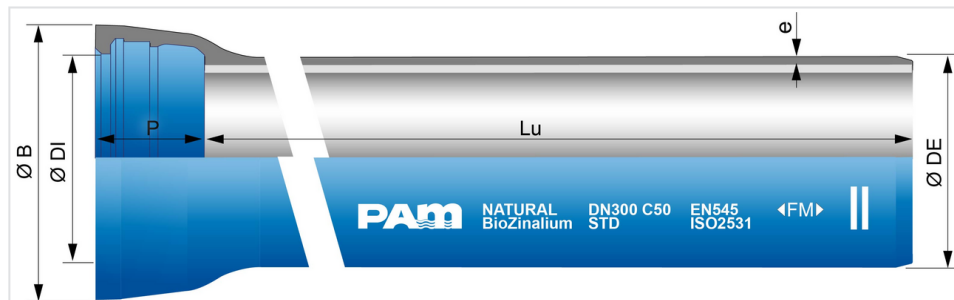 e
P
Lu
Ø B
Ø DI
Ø DE
PAM
NATURAL
BioZinalium
DN300 C50
STD
EN545
ISO2531
◄FM►